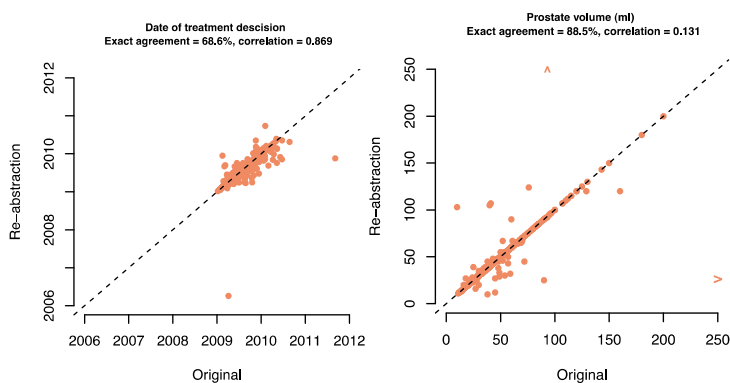 Date of treatment descision
Exact agreement = 68.6%, correlation = 0.869
2012
2010
2008
2006
Re−abstraction
2006 2007 2008 2009 2010 2011 2012
Original
Prostate volume (ml)
Exact agreement = 88.5%, correlation = 0.131
250
200
150
100
50
0
Re−abstraction
0 50 100 150 200 250
Original